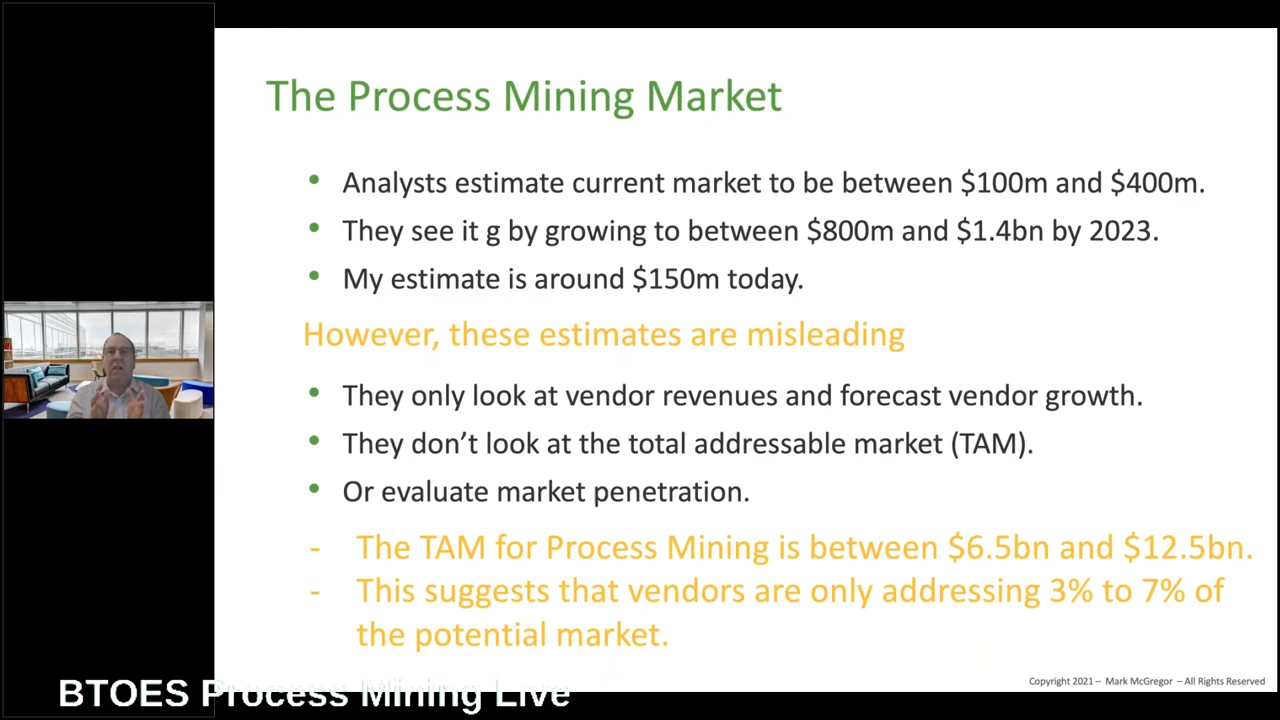 The Process Mining Market
• Analysts estimate current market to be between $100m and $400m.
• They see it g by growing to between $800m and $1.4bn by 2023.
• My estimate is around $150m today.
However, these estimates are misleading
• They only look at vendor revenues and forecast vendor growth.
• They don’t look at the total addressable market (TAM).
• Or evaluate market penetration.
- The TAM for Process Mining is between $6.5bn and $12.5bn.
- This suggests that vendors are only addressing 3% to 7% of
the potential market.
Copyright 2021 – Mark McGregor – All Rights Reserved
BTOES Process Mining Live